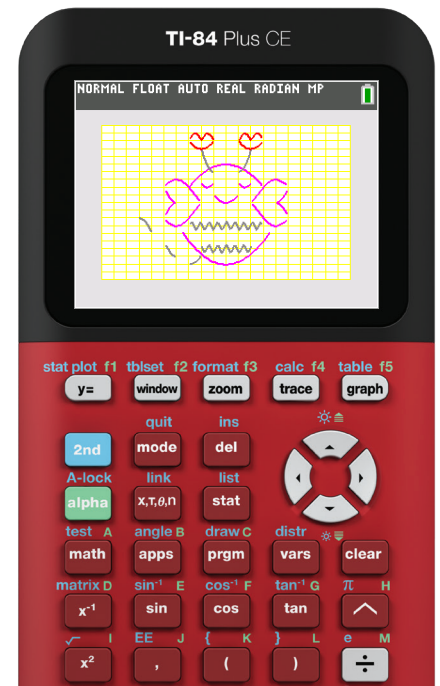 TI-84 Plus CE
NORMAL FLOAT AUTO REAL RADIAN MP
stat plot f1 tblset f2 format f3 calc f4 table f5
y= window zoom trace graph
quit ins
2nd mode del
A-lock link list
alpha X,T,θ,n stat
test A angle B draw C distr
math apps prgm vars clear
matrix D sin⁻¹ E cos⁻¹ F tan⁻¹ G π H
x⁻¹ sin cos tan ^
√ I EE J { K } L e M
x² , ( ) ÷